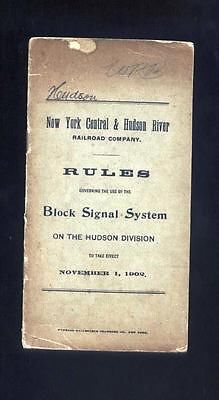 Hudson
New York Central & Hudson River
RAILROAD COMPANY.
RULES
GOVERNING THE USE OF THE
Block Signal System
ON THE HUDSON DIVISION
TO TAKE EFFECT
NOVEMBER 1, 1902.